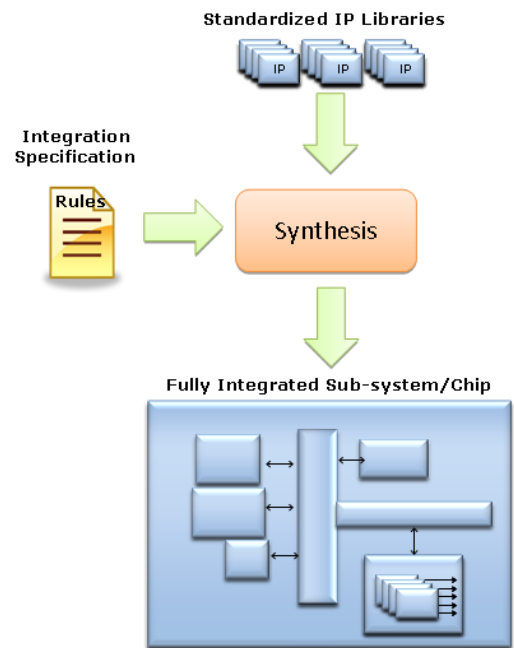 Standardized IP Libraries
IP IP IP
Integration
Specification
Rules
Synthesis
Fully Integrated Sub-system/Chip